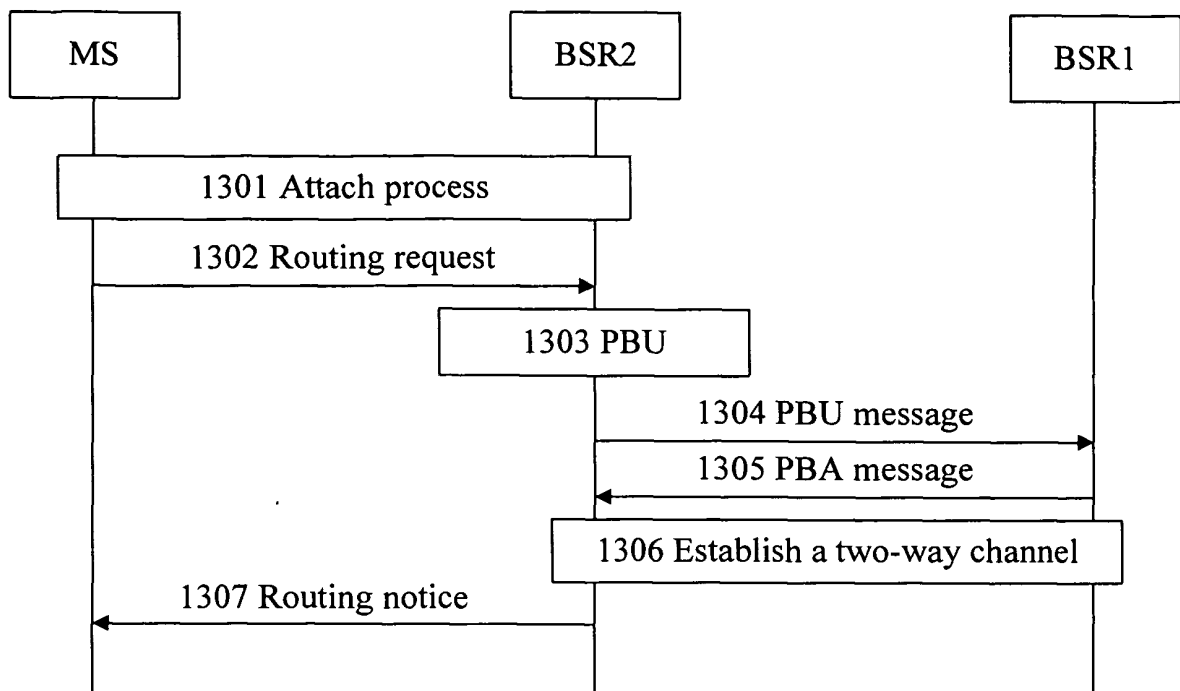 MS
BSR2
BSR1
1301 Attach process
1302 Routing request
1303 PBU
1304 PBU message
1305 PBA message
1306 Establish a two-way channel
1307 Routing notice